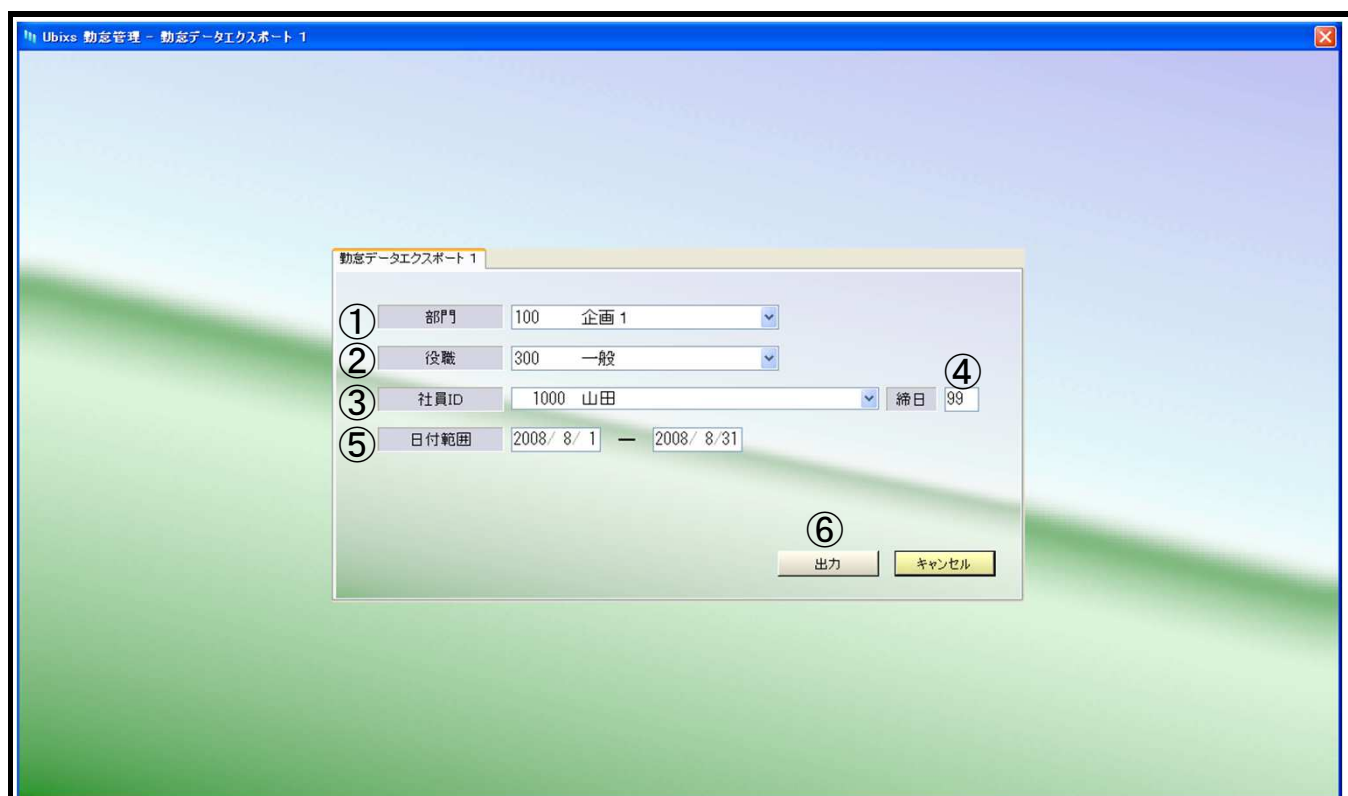 Ubixs 勤怠管理 - 勤怠データエクスポート 1
勤怠データエクスポート 1
① 部門 100 企画 1
② 役職 300 一般
④
③ 社員ID 1000 山田 締日 99
⑤ 日付範囲 2008/ 8/ 1 ー 2008/ 8/31
⑥
出力 キャンセル